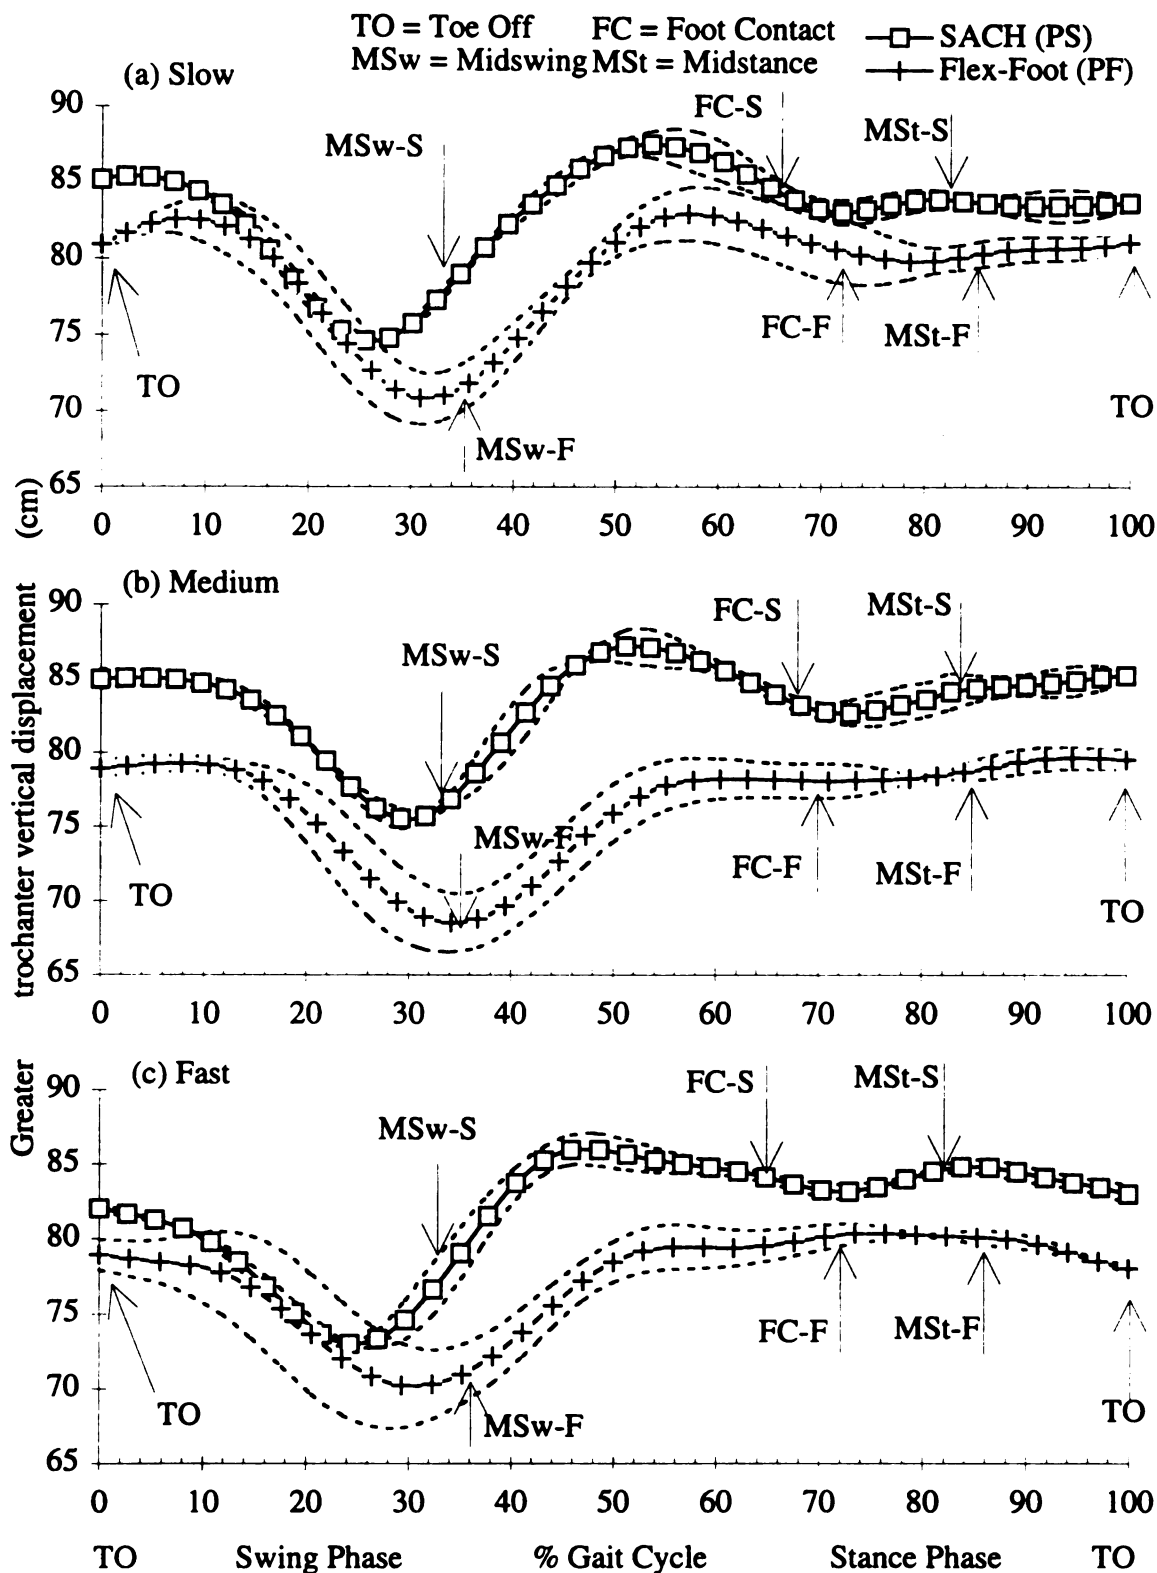 TO = Toe Off FC = Foot Contact SACH (PS)
MSw = Midswing MSt = Midstance Flex-Foot (PF)
(a) Slow
90
85
80
75
70
65
FC-S
MSt-S
MSw-S
TO
FC-F
MSt-F
TO
MSw-F
0 10 20 30 40 50 60 70 80 90 100
(b) Medium
90
85
80
75
70
65
FC-S
MSt-S
MSw-S
MSw-F
TO
FC-F
MSt-F
TO
0 10 20 30 40 50 60 70 80 90 100
(c) Fast
90
85
80
75
70
65
FC-S
MSt-S
MSw-S
FC-F
MSt-F
TO
MSw-F
TO
0 10 20 30 40 50 60 70 80 90 100
TO Swing Phase % Gait Cycle Stance Phase TO
Greater trochanter vertical displacement (cm)